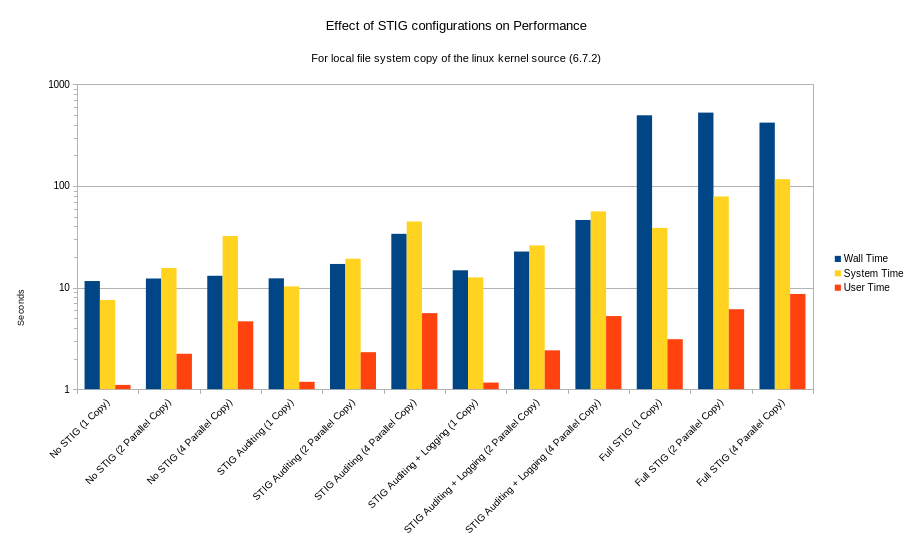 Effect of STIG configurations on Performance
For local file system copy of the linux kernel source (6.7.2)
1000
100
10
1
Seconds
Wall Time
System Time
User Time
No STIG (1 Copy)
No STIG (2 Parallel Copy)
No STIG (4 Parallel Copy)
STIG Auditing (1 Copy)
STIG Auditing (2 Parallel Copy)
STIG Auditing (4 Parallel Copy)
STIG Auditing + Logging (1 Copy)
STIG Auditing + Logging (2 Parallel Copy)
STIG Auditing + Logging (4 Parallel Copy)
Full STIG (1 Copy)
Full STIG (2 Parallel Copy)
Full STIG (4 Parallel Copy)